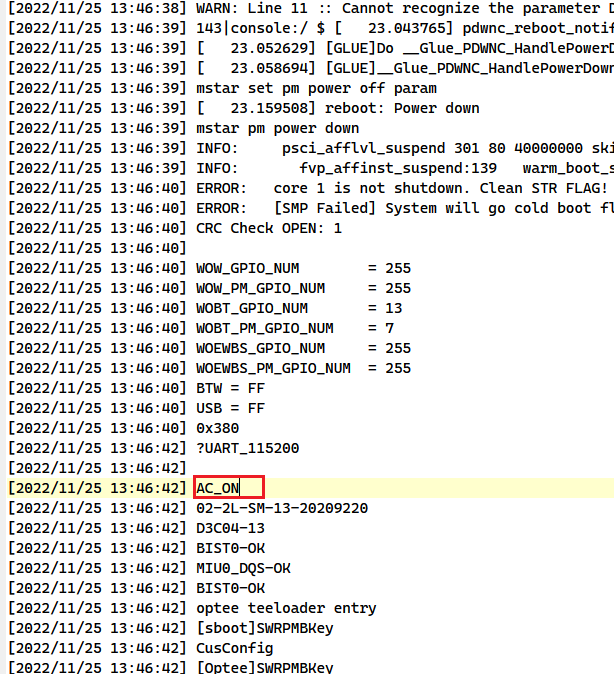 [2022/11/25 13:46:38] WARN: Line 11 :: Cannot recognize the parameter D
[2022/11/25 13:46:39] 143|console:/ $ [   23.043765] pdwnc_reboot_notif
[2022/11/25 13:46:39] [   23.052629] [GLUE]Do __Glue_PDWNC_HandlePowerD
[2022/11/25 13:46:39] [   23.058694] [GLUE]__Glue_PDWNC_HandlePowerDown
[2022/11/25 13:46:39] mstar set pm power off param
[2022/11/25 13:46:39] [   23.159508] reboot: Power down
[2022/11/25 13:46:39] mstar pm power down
[2022/11/25 13:46:39] INFO:     psci_afflvl_suspend 301 80 40000000 ski
[2022/11/25 13:46:39] INFO:       fvp_affinst_suspend:139   warm_boot_s
[2022/11/25 13:46:40] ERROR:   core 1 is not shutdown. Clean STR FLAG!
[2022/11/25 13:46:40] ERROR:   [SMP Failed] System will go cold boot fl
[2022/11/25 13:46:40] CRC Check OPEN: 1
[2022/11/25 13:46:40]
[2022/11/25 13:46:40] WOW_GPIO_NUM        = 255
[2022/11/25 13:46:40] WOW_PM_GPIO_NUM     = 255
[2022/11/25 13:46:40] WOBT_GPIO_NUM       = 13
[2022/11/25 13:46:40] WOBT_PM_GPIO_NUM    = 7
[2022/11/25 13:46:40] WOEWBS_GPIO_NUM     = 255
[2022/11/25 13:46:40] WOEWBS_PM_GPIO_NUM  = 255
[2022/11/25 13:46:40] BTW = FF
[2022/11/25 13:46:40] USB = FF
[2022/11/25 13:46:40] 0x380
[2022/11/25 13:46:42] ?UART_115200
[2022/11/25 13:46:42]
[2022/11/25 13:46:42] AC_ON
[2022/11/25 13:46:42] 02-2L-SM-13-20209220
[2022/11/25 13:46:42] D3C04-13
[2022/11/25 13:46:42] BIST0-OK
[2022/11/25 13:46:42] MIU0_DQS-OK
[2022/11/25 13:46:42] BIST0-OK
[2022/11/25 13:46:42] optee teeloader entry
[2022/11/25 13:46:42] [sboot]SWRPMBKey
[2022/11/25 13:46:42] CusConfig
[2022/11/25 13:46:42] [Optee]SWRPMBKey